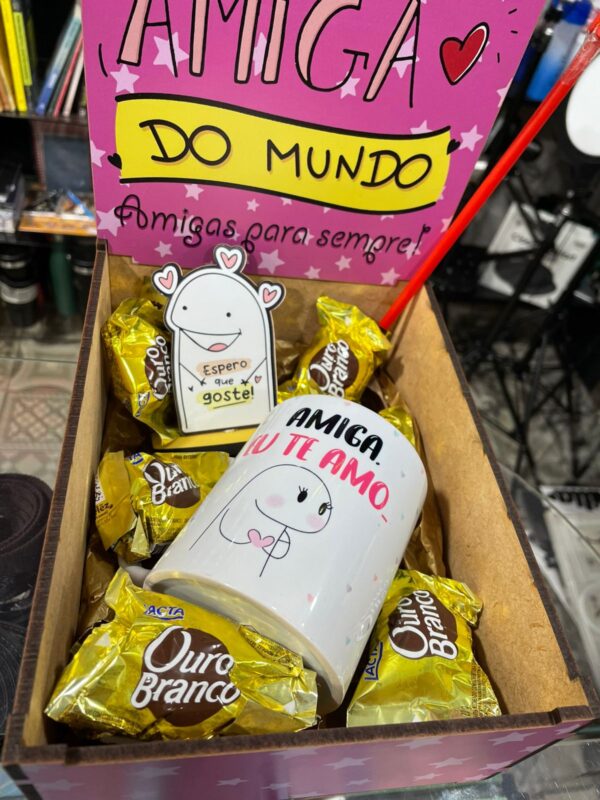 AMIGA
DO MUNDO
Amigas para sempre!
Espero
que
goste!
Ouro
Branco
Ouro
Branco
AMIGA,
EU TE AMO
Ouro
Branco
LACTA
Ouro
Branco
LACTA
Ouro
Branco